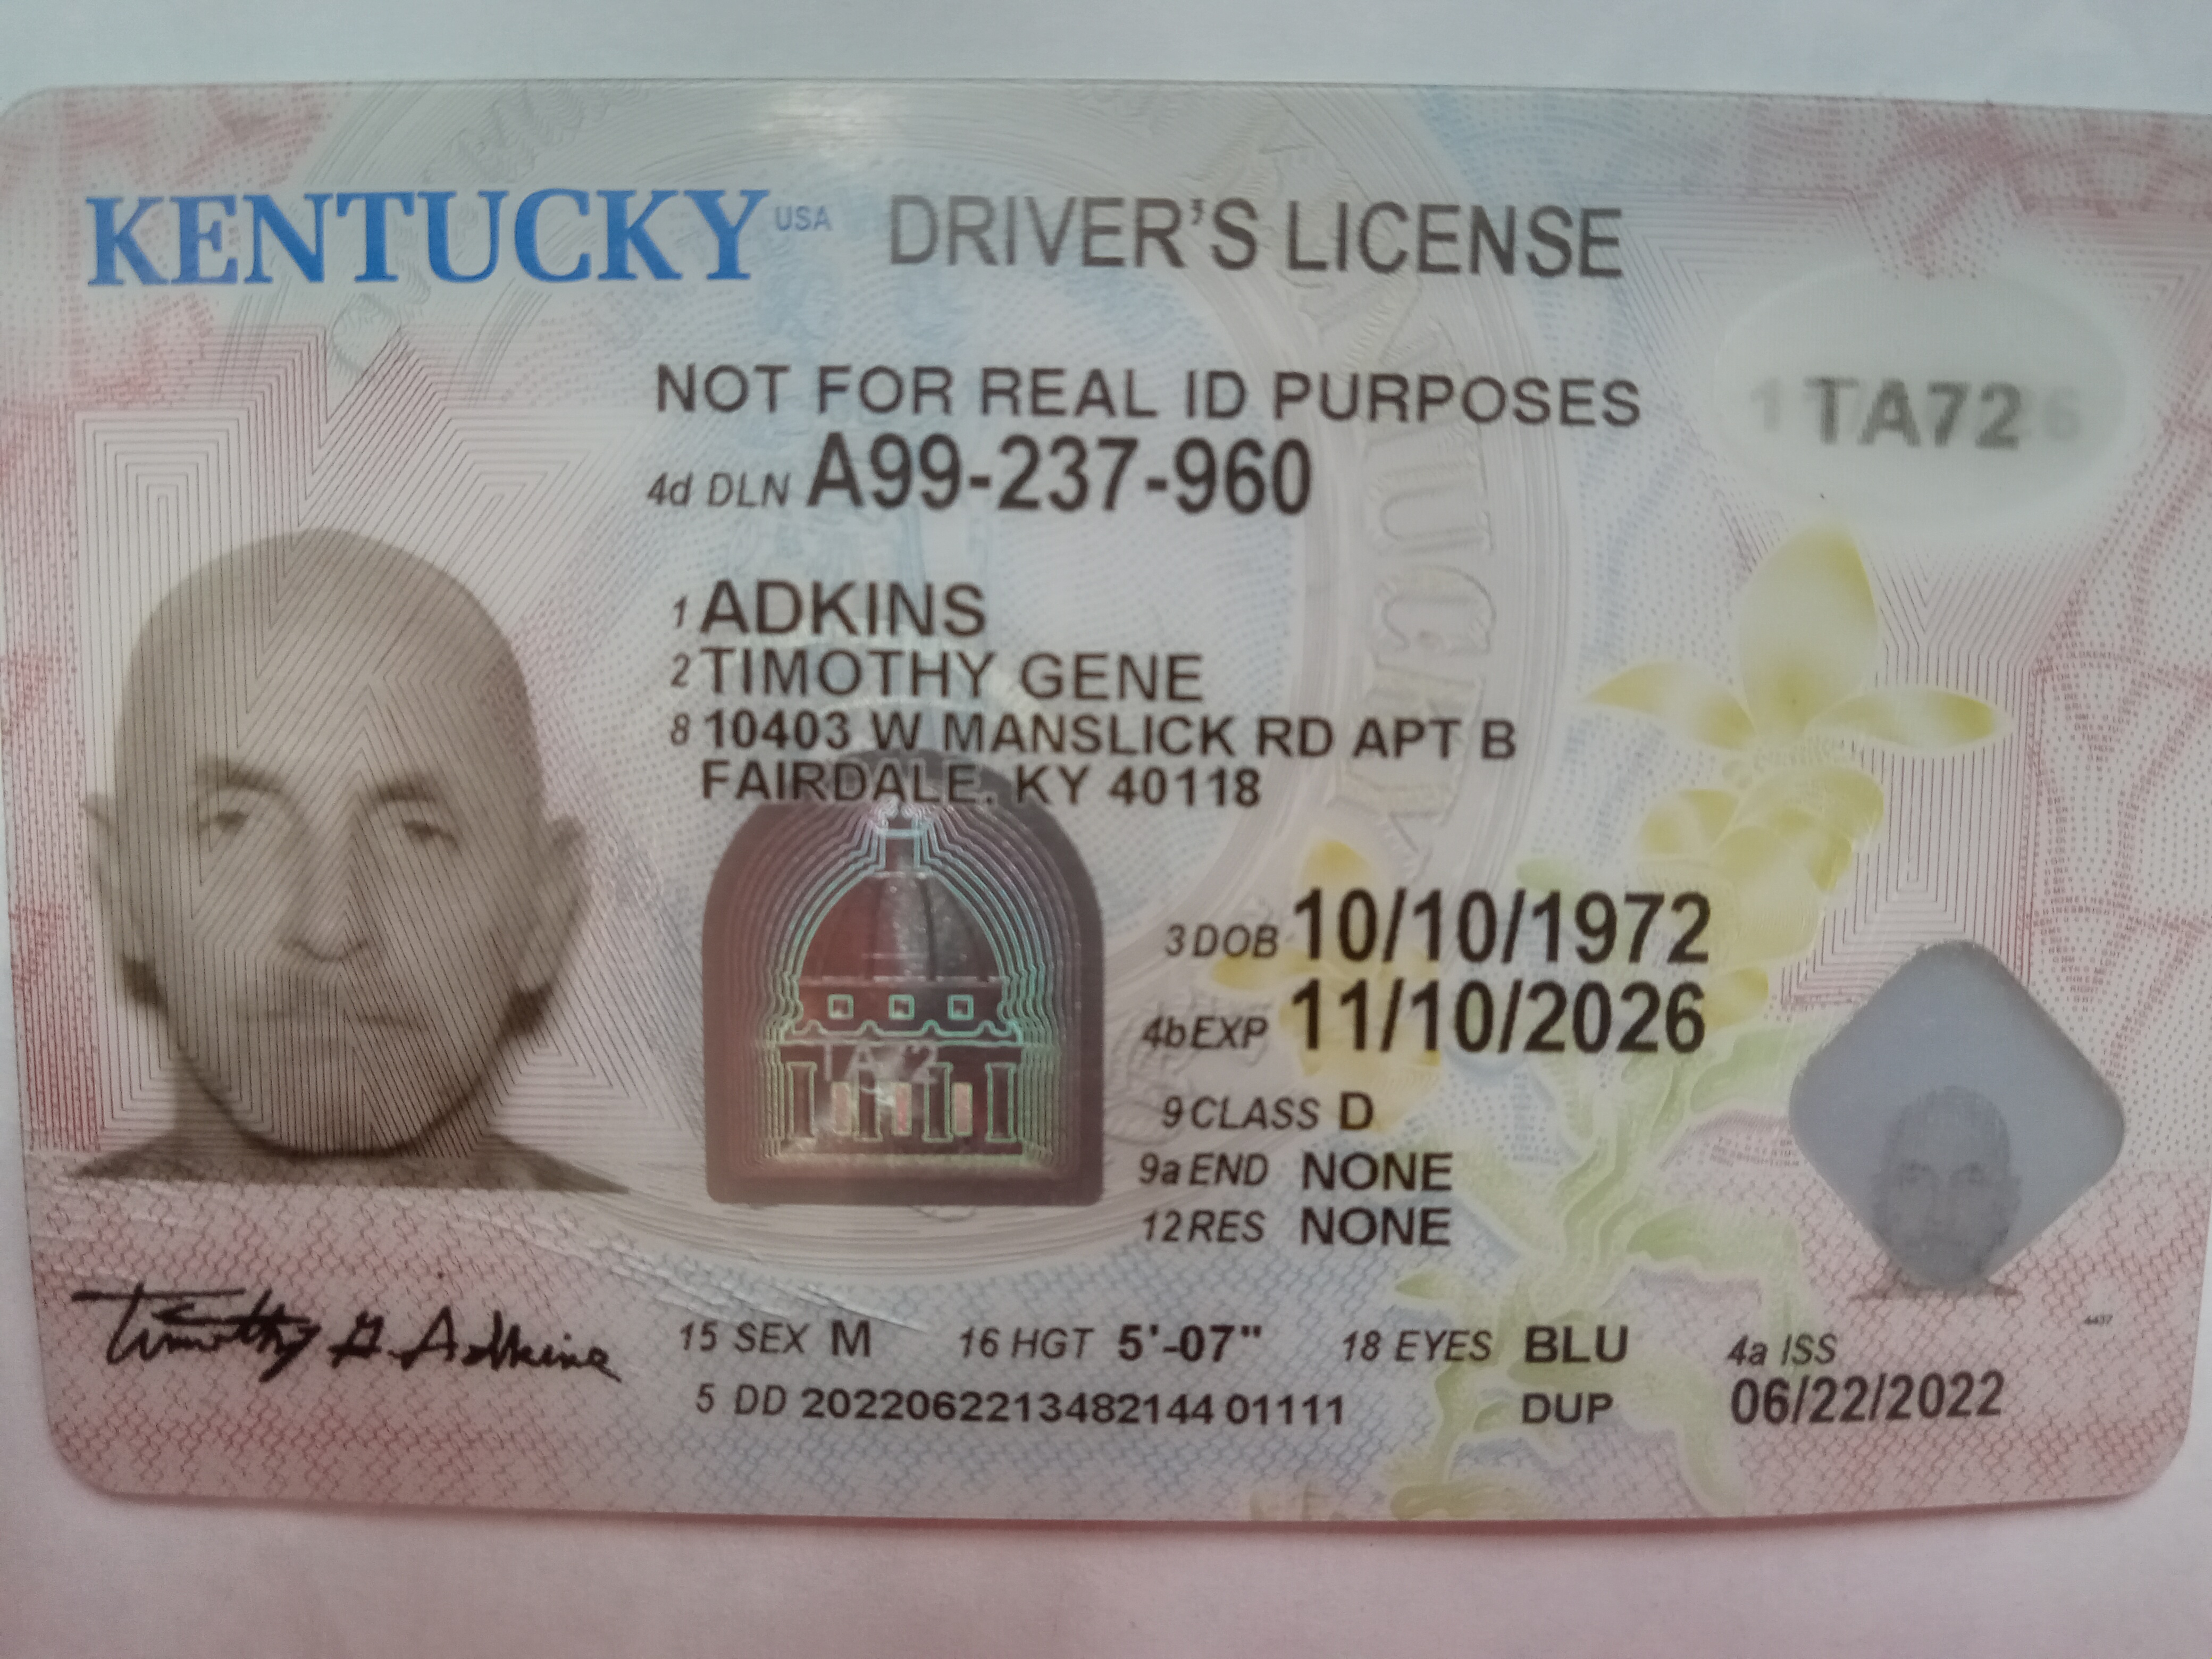 KENTUCKY USA DRIVER'S LICENSE
NOT FOR REAL ID PURPOSES
TA72
4d DLN A99-237-960
1 ADKINS
2 TIMOTHY GENE
8 10403 W MANSLICK RD APT B
FAIRDALE, KY 40118
3 DOB 10/10/1972
4b EXP 11/10/2026
TA72
9 CLASS D
9a END NONE
12 RES NONE
Timothy G. Adkins
15 SEX M 16 HGT 5'-07" 18 EYES BLU 4a ISS
5 DD 2022062213482144 01111 DUP 06/22/2022
4437
KENTUCKY